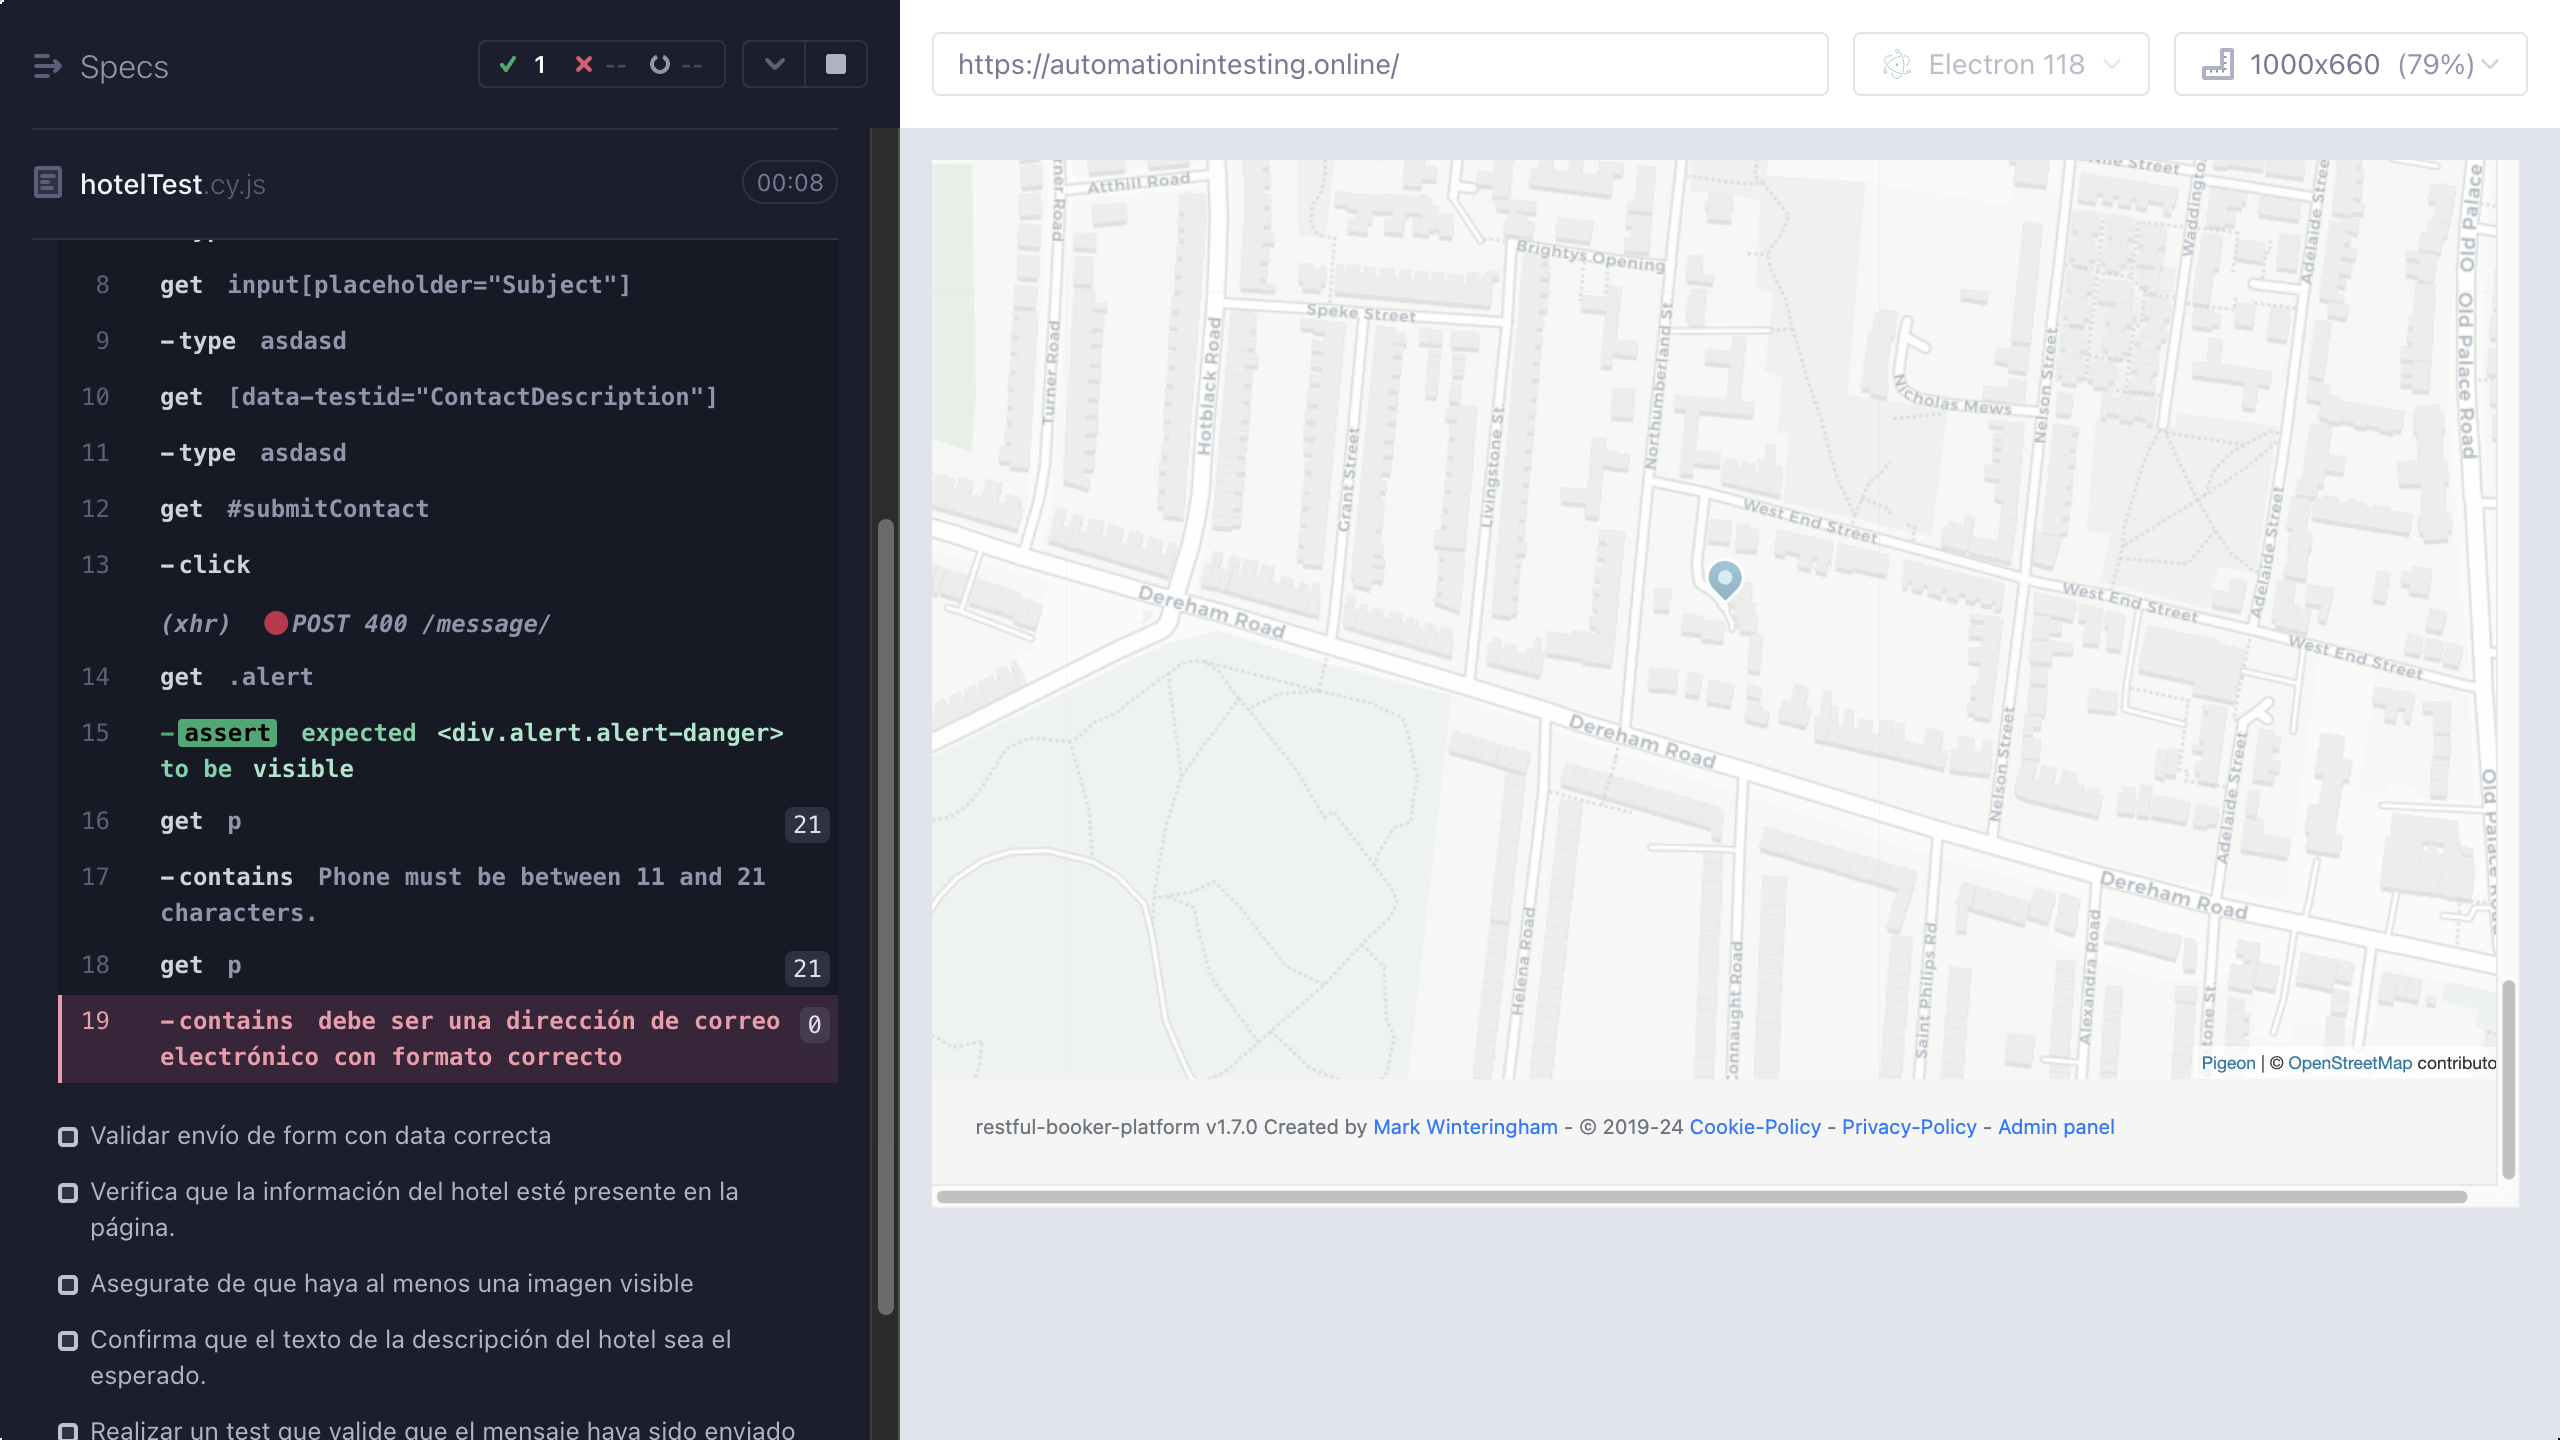 Specs
1
--
--
https://automationintesting.online/
Electron 118
1000x660 (79%)
hotelTest.cy.js
00:08
8 get input[placeholder="Subject"]
9 -type asdasd
10 get [data-testid="ContactDescription"]
11 -type asdasd
12 get #submitContact
13 -click
(xhr) POST 400 /message/
14 get .alert
15 -assert expected <div.alert.alert-danger>
to be visible
16 get p 21
17 -contains Phone must be between 11 and 21
characters.
18 get p 21
19 -contains debe ser una dirección de correo 0
electrónico con formato correcto
Validar envío de form con data correcta
Verifica que la información del hotel esté presente en la
página.
Asegurate de que haya al menos una imagen visible
Confirma que el texto de la descripción del hotel sea el
esperado.
Realizar un test que valide que el mensaje haya sido enviado
Atthill Road
Turner Road
Hotblack Road
Speke Street
Brightys Opening
Grant Street
Livingstone St.
Northumberland St.
Nicholas Mews
Nelson Street
Nile Street
Adelaide Street
Old Palace
Old Palace Road
West End Street
West End Street
West End Street
Adelaide Street
Dereham Road
Dereham Road
Nelson Street
Adelaide Street
Dereham Road
Helena Road
Connaught Road
Saint Philips Rd.
Alexandra Road
Pigeon | © OpenStreetMap contributo
restful-booker-platform v1.7.0 Created by Mark Winteringham - © 2019-24 Cookie-Policy - Privacy-Policy - Admin panel